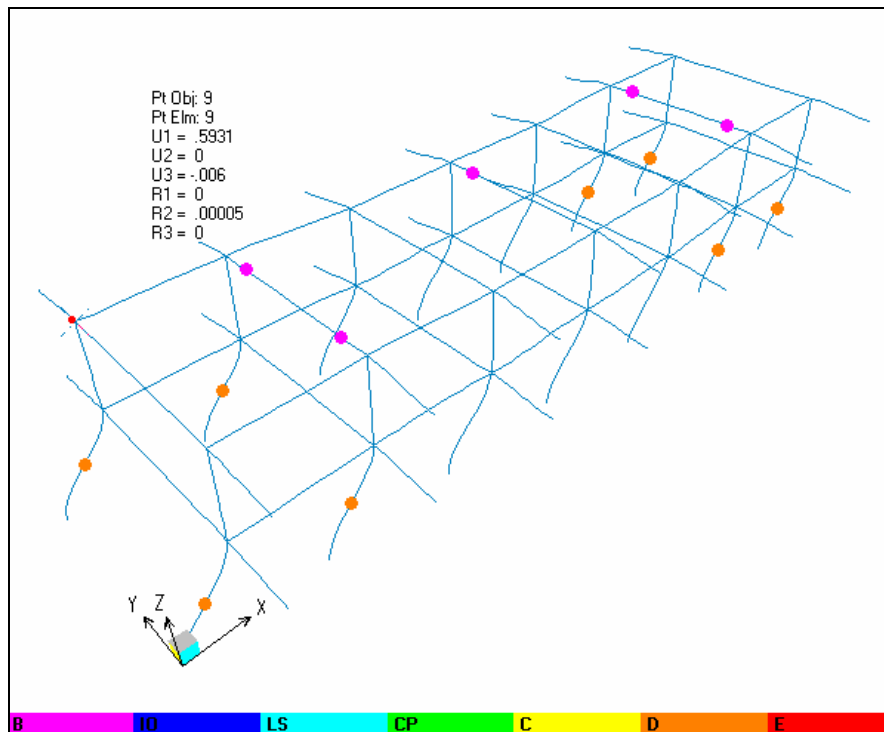 Pt Obj: 9
Pt Elm: 9
U1 = .5931
U2 = 0
U3 = -.006
R1 = 0
R2 = .00005
R3 = 0
Y Z X
B IO LS CP C D E